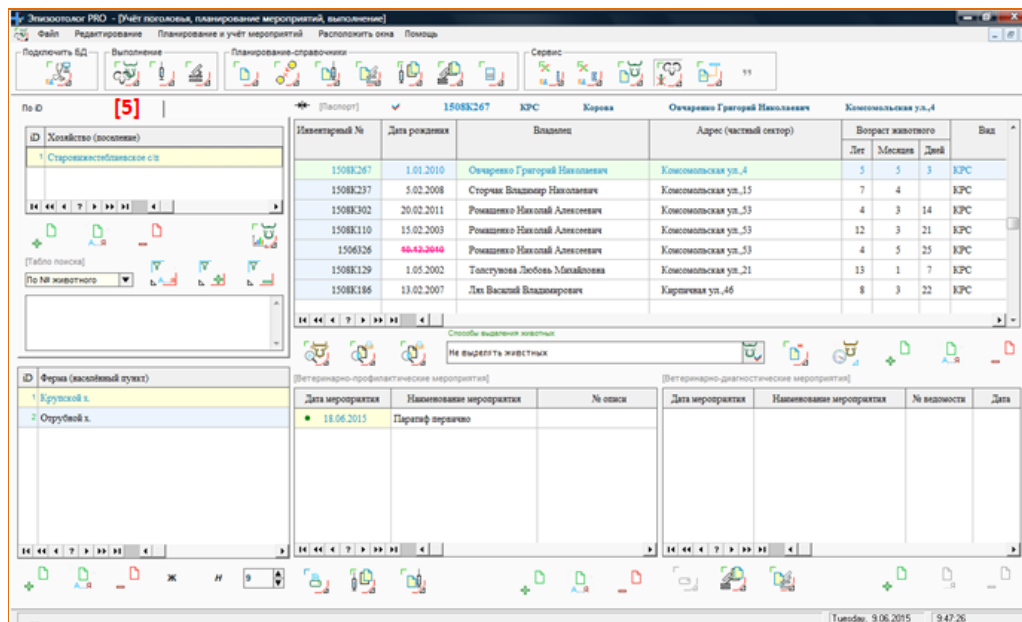 Эпизоотолог PRO - [Учёт поголовья, планирование мероприятий, выполнение]
Файл Редактирование Планирование и учёт мероприятий Расположить окна Помощь
Подключить БД Выполнение Планирование-справочники Сервис
По iD [5] [Паспорт] 1508K267 КРС Корова Овчаренко Григорий Николаевич Комсомольская ул.,4
iD Хозяйство (поселение)
1 Старонижестеблиевское с/п
Инвентарный № Дата рождения Владелец Адрес (частный сектор) Возраст животного Вид
Лет Месяцев Дней
1508K267 1.01.2010 Овчаренко Григорий Николаевич Комсомольская ул.,4 5 5 3 КРС
1508K237 5.02.2008 Сторчак Владимир Николаевич Комсомольская ул.,15 7 4 КРС
1508K302 20.02.2011 Ромащенко Николай Алексеевич Комсомольская ул.,53 4 3 14 КРС
1508K110 15.02.2003 Ромащенко Николай Алексеевич Комсомольская ул.,53 12 3 21 КРС
1506326 10.12.2010 Ромащенко Николай Алексеевич Комсомольская ул.,53 4 5 25 КРС
1508K129 1.05.2002 Толстунова Любовь Михайловна Комсомольская ул.,21 13 1 7 КРС
1508K186 13.02.2007 Лях Василий Владимирович Кирпичная ул.,46 8 3 22 КРС
А..Я
[Табло поиска]
По № животного
Способы выделения животных
Не выделять животных
iD Ферма (населённый пункт)
1 Крупской х.
2 Отрубной х.
[Ветеринарно-профилактические мероприятия]
Дата мероприятия Наименование мероприятия № описи
18.06.2015 Паратиф первично
[Ветеринарно-диагностические мероприятия]
Дата мероприятия Наименование мероприятия № ведомости Дата
А..Я Ж Н 9
Tuesday, 9.06.2015 9:47:26